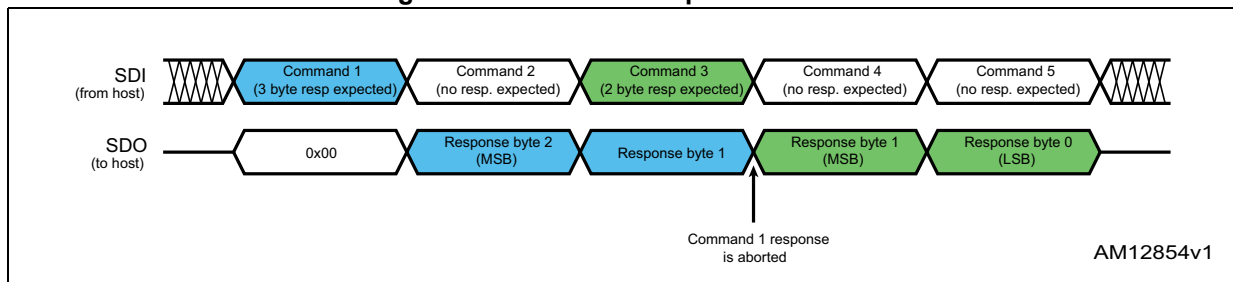 SDI
(from host)
Command 1
(3 byte resp expected)
Command 2
(no resp. expected)
Command 3
(2 byte resp expected)
Command 4
(no resp. expected)
Command 5
(no resp. expected)
SDO
(to host)
0x00
Response byte 2
(MSB)
Response byte 1
Response byte 1
(MSB)
Response byte 0
(LSB)
Command 1 response
is aborted
AM12854v1